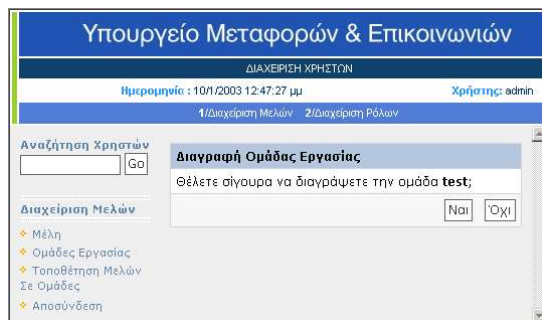 Υπουργείο Μεταφορών & Επικοινωνιών
ΔΙΑΧΕΙΡΙΣΗ ΧΡΗΣΤΩΝ
Ημερομηνία : 10/1/2003 12:47:27 μμ
Χρήστης: admin
1/Διαχείριση Μελών 2/Διαχείριση Ρόλων
Αναζήτηση Χρηστών
Go
Διαχείριση Μελών
Μέλη
Ομάδες Εργασίας
Τοποθέτηση Μελών
Σε Ομάδες
Αποσύνδεση
Διαγραφή Ομάδας Εργασίας
Θέλετε σίγουρα να διαγράψετε την ομάδα test;
Ναι Όχι